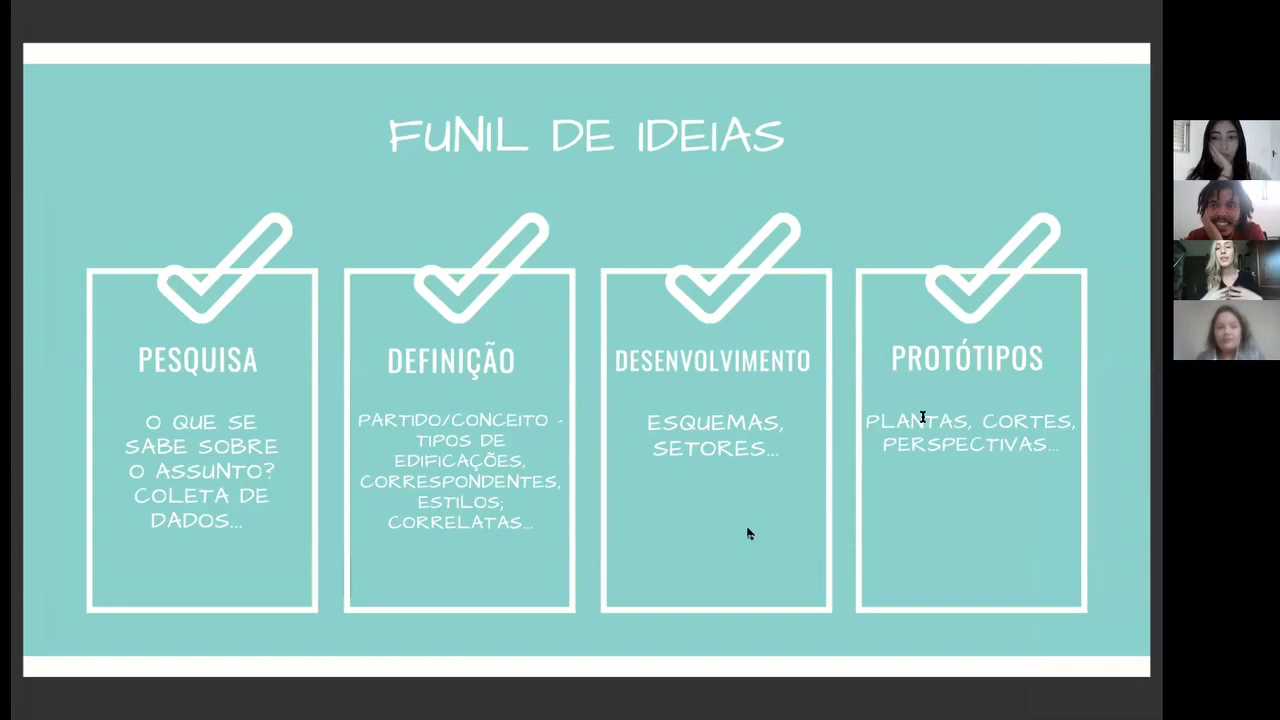 FUNIL DE IDEIAS
PESQUISA
O QUE SE
SABE SOBRE
O ASSUNTO?
COLETA DE
DADOS...
DEFINIÇÃO
PARTIDO/CONCEITO -
TIPOS DE
EDIFICAÇÕES,
CORRESPONDENTES,
ESTILOS;
CORRELATAS...
DESENVOLVIMENTO
ESQUEMAS,
SETORES...
PROTÓTIPOS
PLANTAS, CORTES,
PERSPECTIVAS...